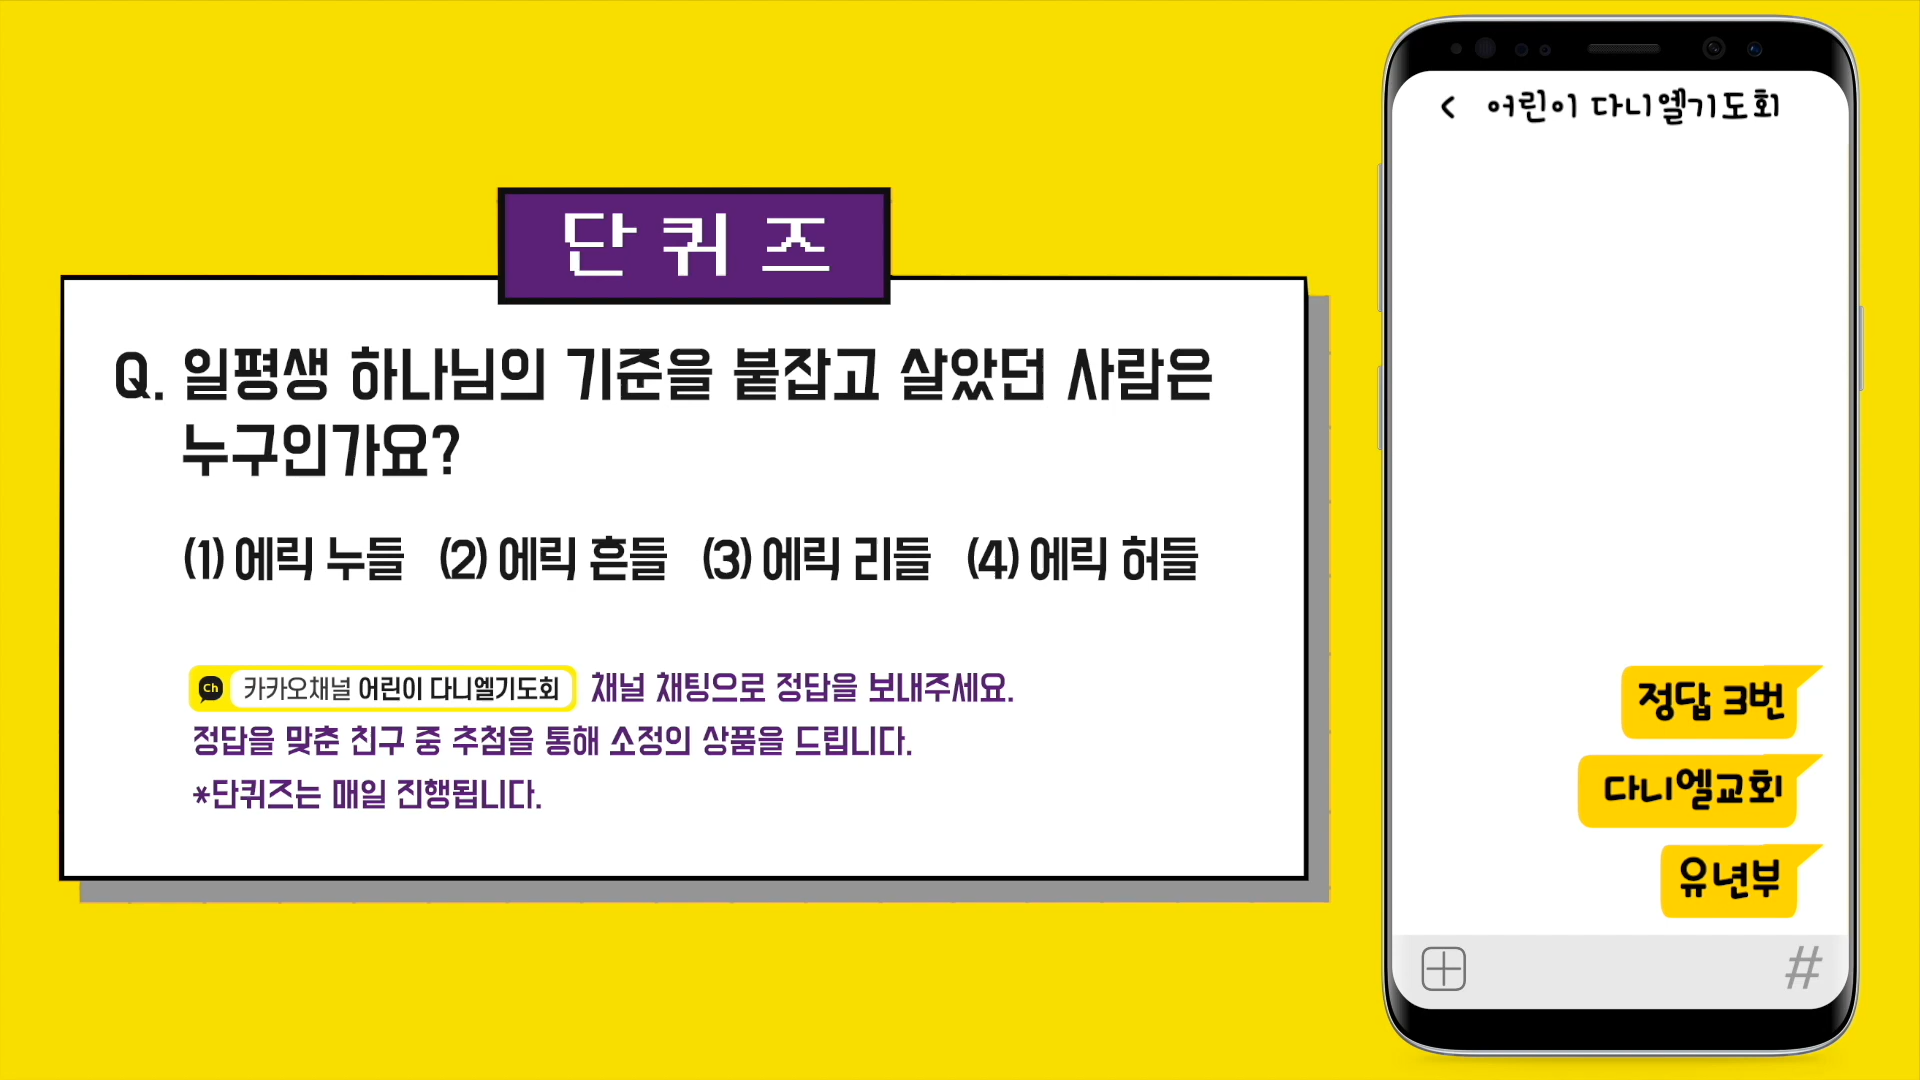 단퀴즈
Q. 일평생 하나님의 기준을 붙잡고 살았던 사람은
누구인가요?
(1) 에릭 누들 (2) 에릭 흔들 (3) 에릭 리들 (4) 에릭 허들
Ch 카카오채널 어린이 다니엘기도회 채널 채팅으로 정답을 보내주세요.
정답을 맞춘 친구 중 추첨을 통해 소정의 상품을 드립니다.
*단퀴즈는 매일 진행됩니다.
< 어린이 다니엘기도회
정답 3번
다니엘교회
유년부
#